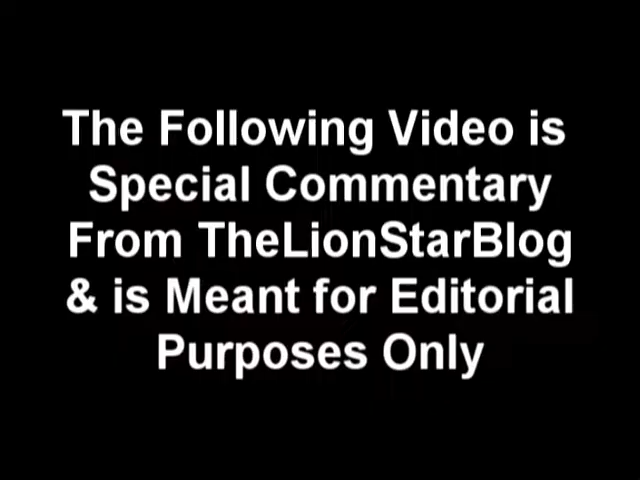 The Following Video is
Special Commentary
From TheLionStarBlog
& is Meant for Editorial
Purposes Only